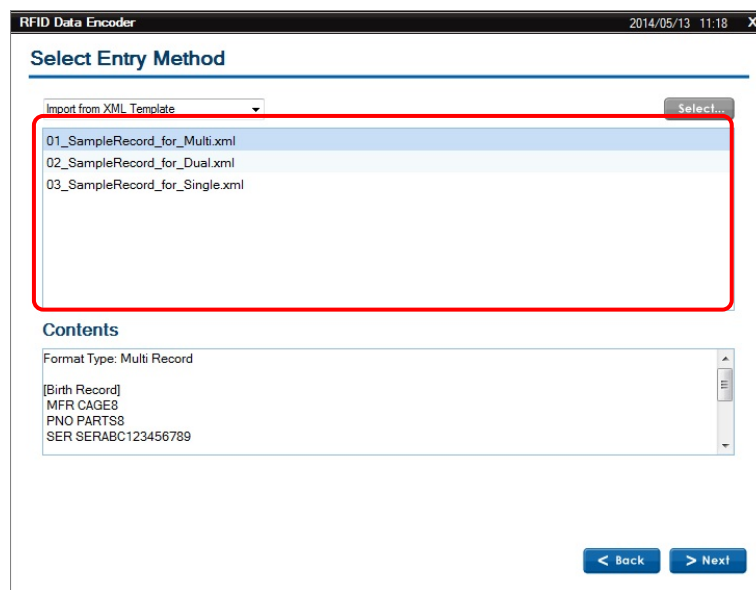 RFID Data Encoder 2014/05/13 11:18 X
Select Entry Method
Import from XML Template Select...
01_SampleRecord_for_Multi.xml
02_SampleRecord_for_Dual.xml
03_SampleRecord_for_Single.xml
Contents
Format Type: Multi Record
[Birth Record]
MFR CAGE8
PNO PARTS8
SER SERABC123456789
< Back > Next